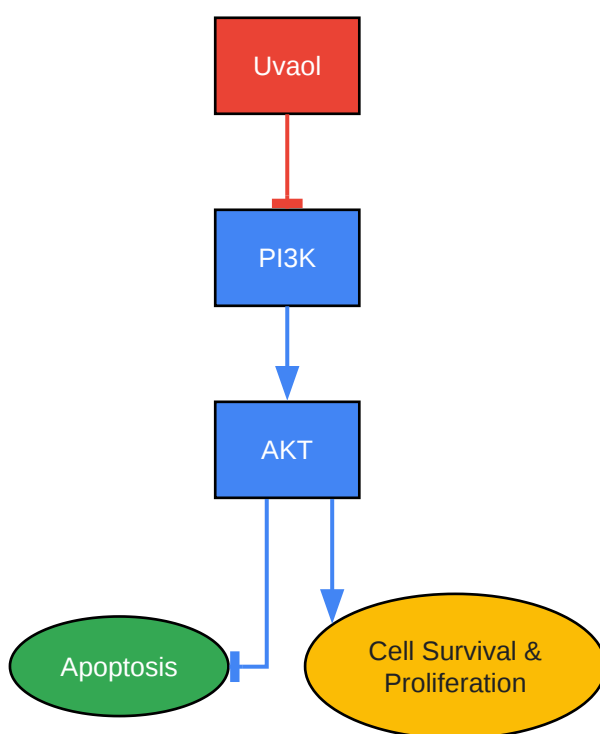 Uvaol
PI3K
AKT
Apoptosis
Cell Survival &
Proliferation